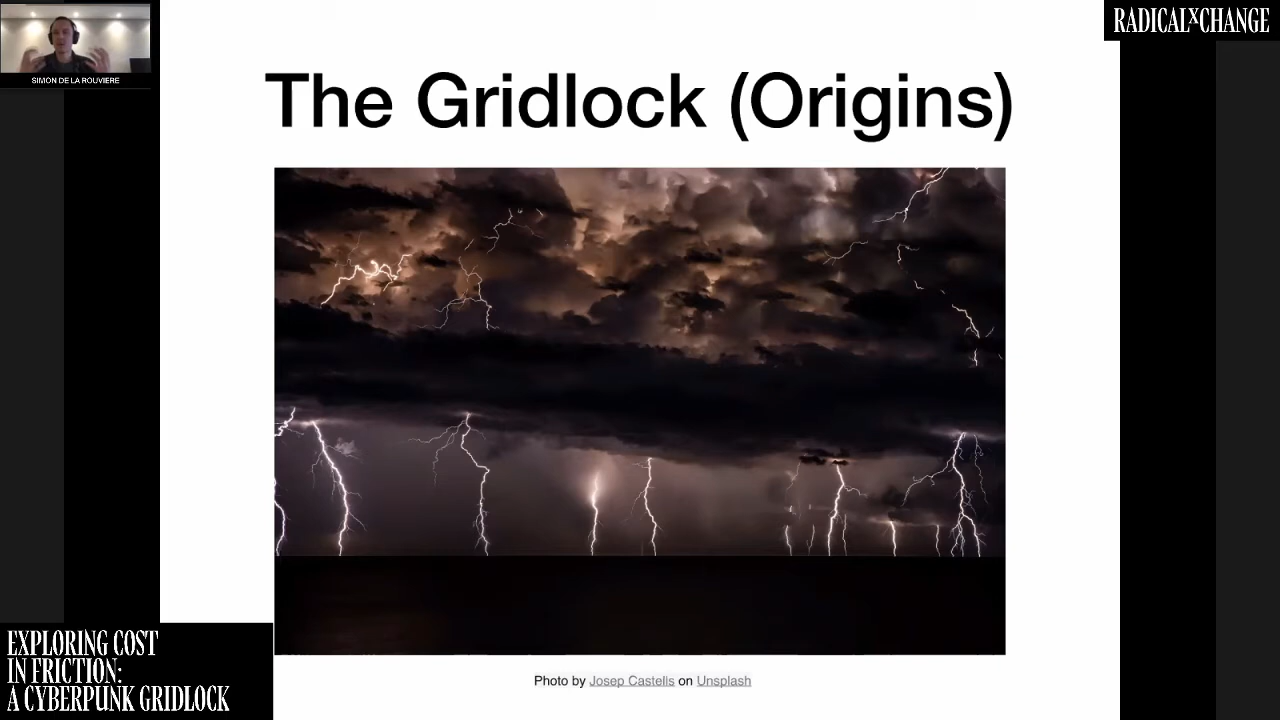 SIMON DE LA ROUVIERE
RADICALXCHANGE
The Gridlock (Origins)
Photo by Josep Castells on Unsplash
EXPLORING COST
IN FRICTION:
A CYBERPUNK GRIDLOCK